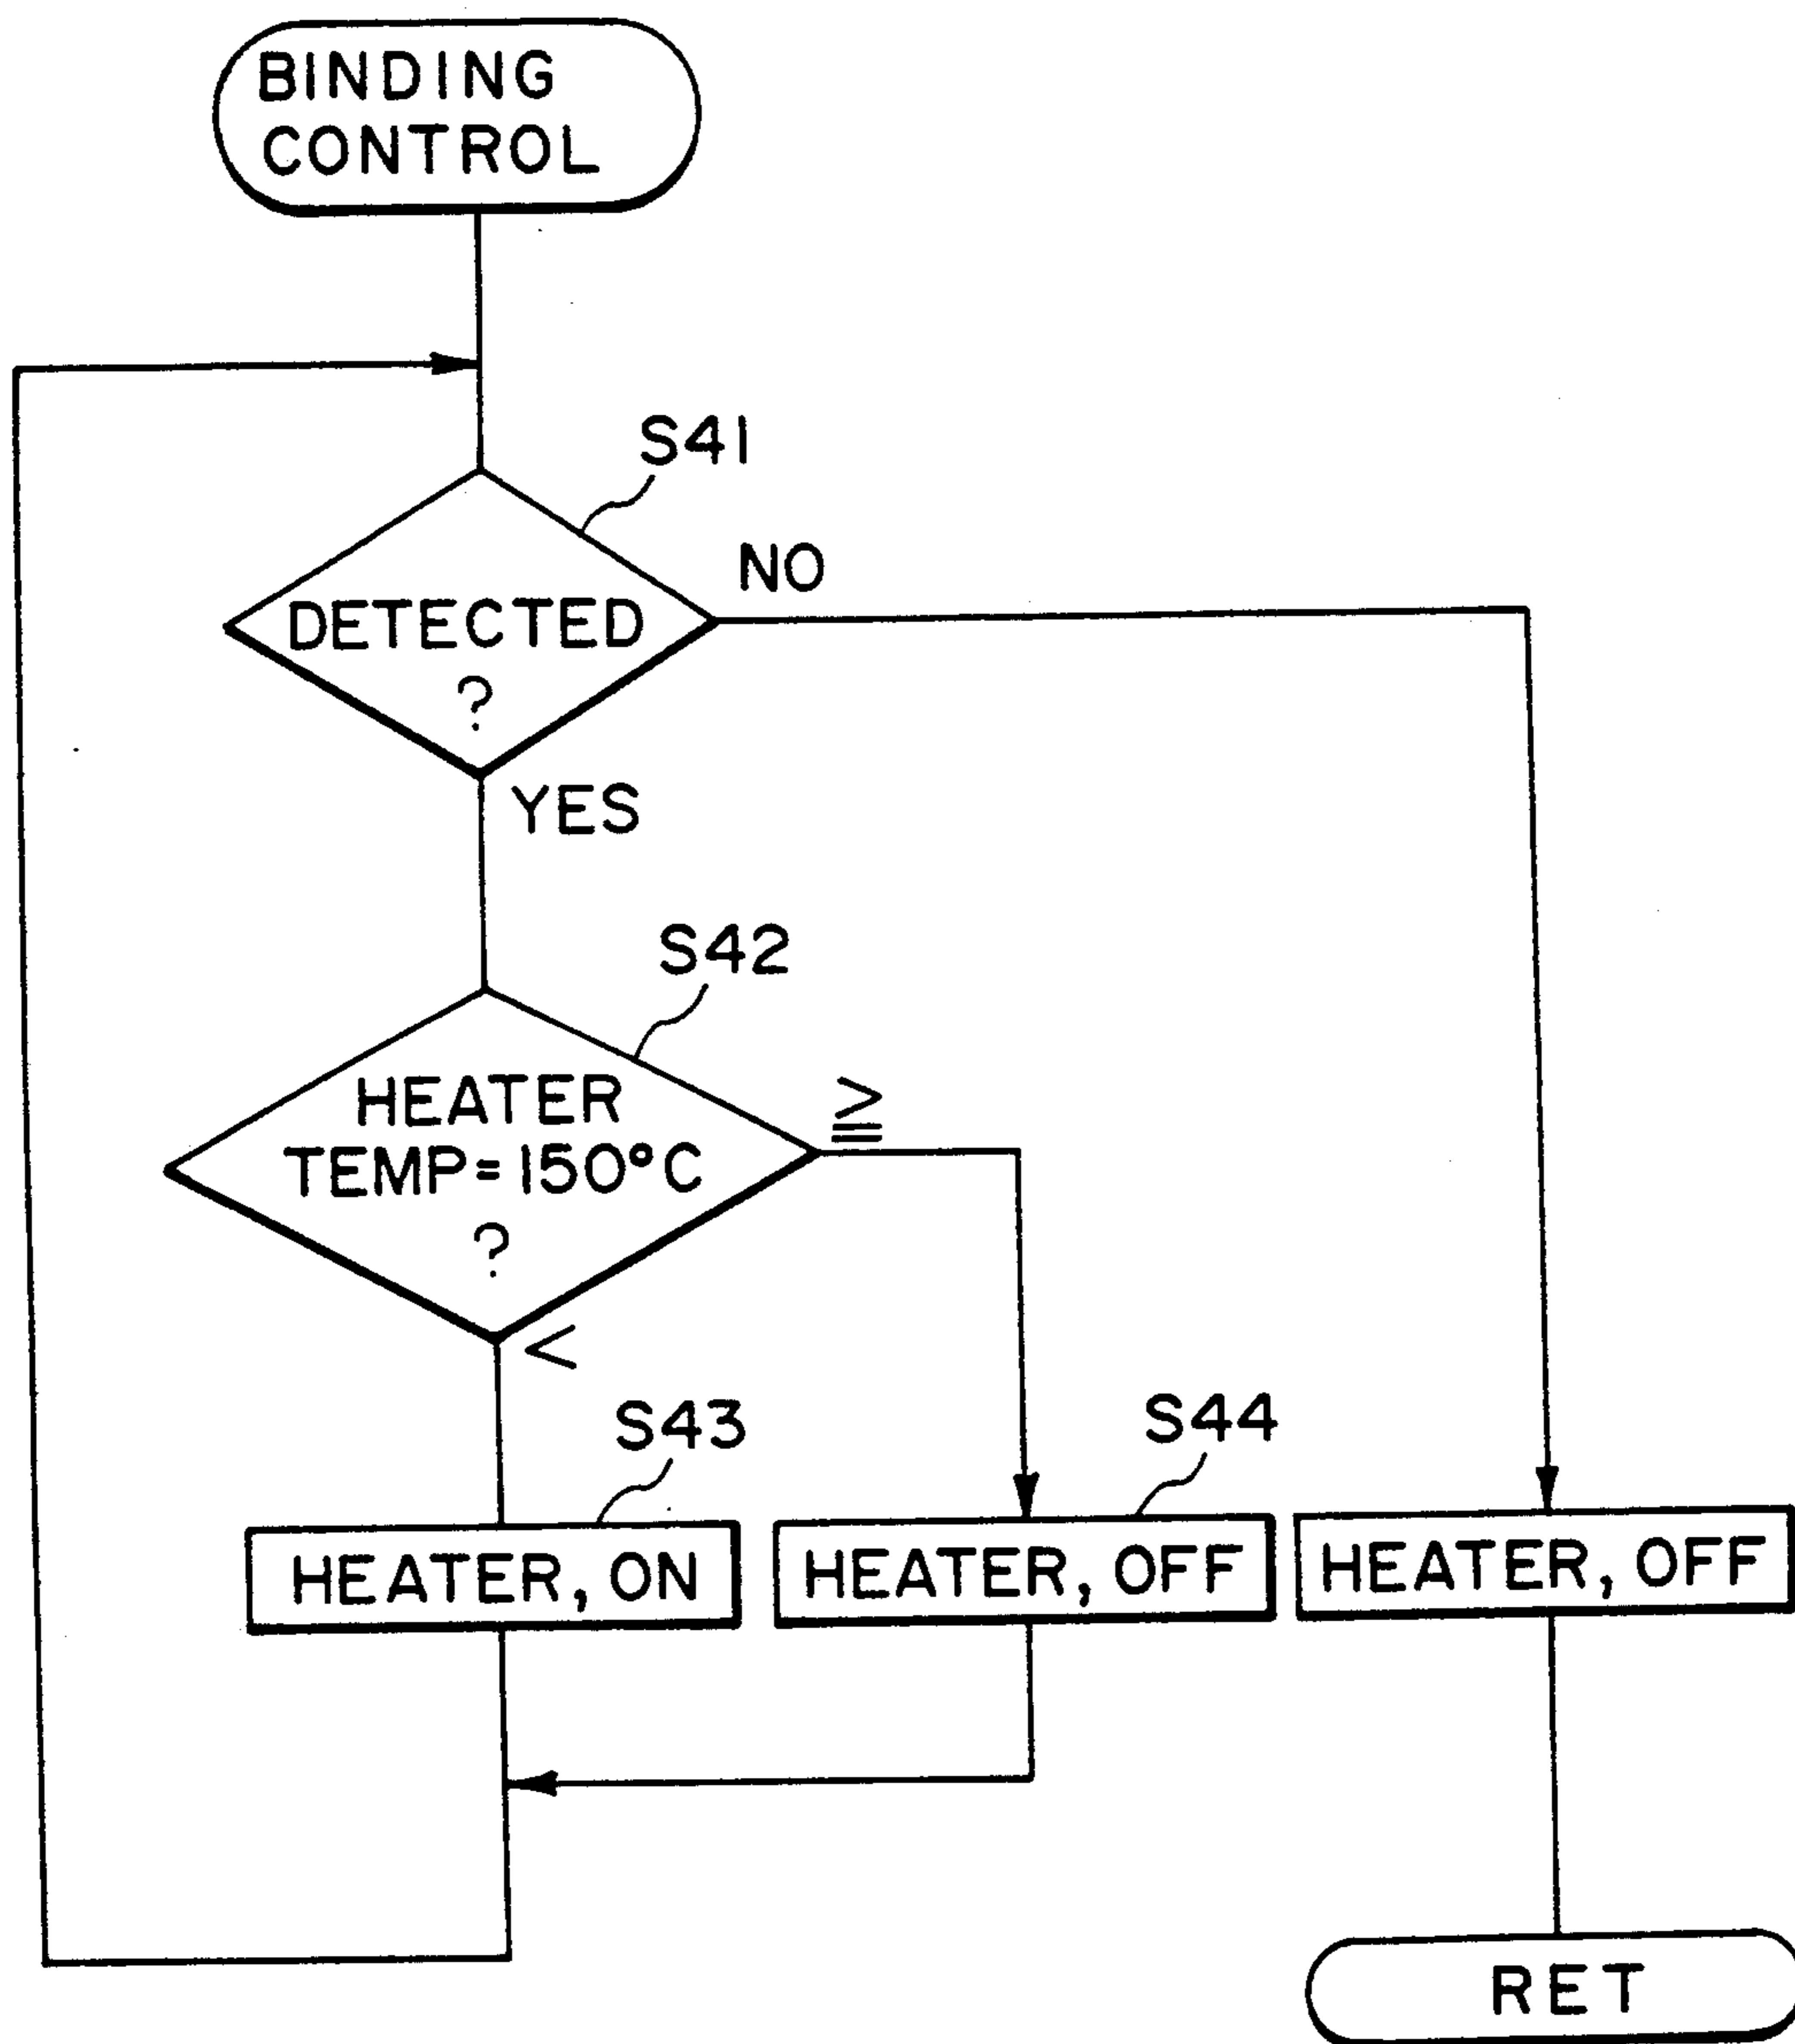 BINDING
CONTROL
S41
NO
DETECTED
?
YES
S42
HEATER
TEMP=150°C
?
≧
<
S43
S44
HEATER, ON
HEATER, OFF
HEATER, OFF
RET